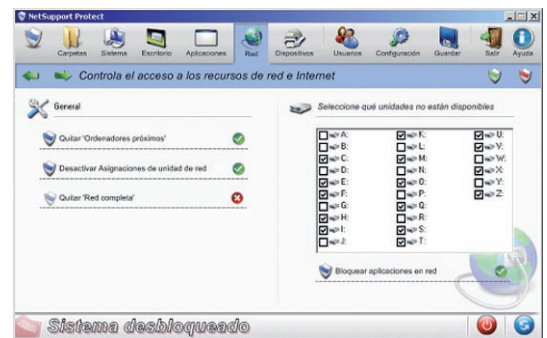 NetSupport Protect
Carpetas Sistema Escritorio Aplicaciones Red Dispositivos Usuarios Configuración Guardar Salir Ayuda
Controla el acceso a los recursos de red e Internet
General
Quitar 'Ordenadores próximos'
Desactivar Asignaciones de unidad de red
Quitar 'Red completa'
Seleccione qué unidades no están disponibles
A: K: U:
B: L: V:
C: M: W:
D: N: X:
E: O: Y:
F: P: Z:
G: Q:
H: R:
I: S:
J: T:
Bloquear aplicaciones en red
Sistema desbloqueado